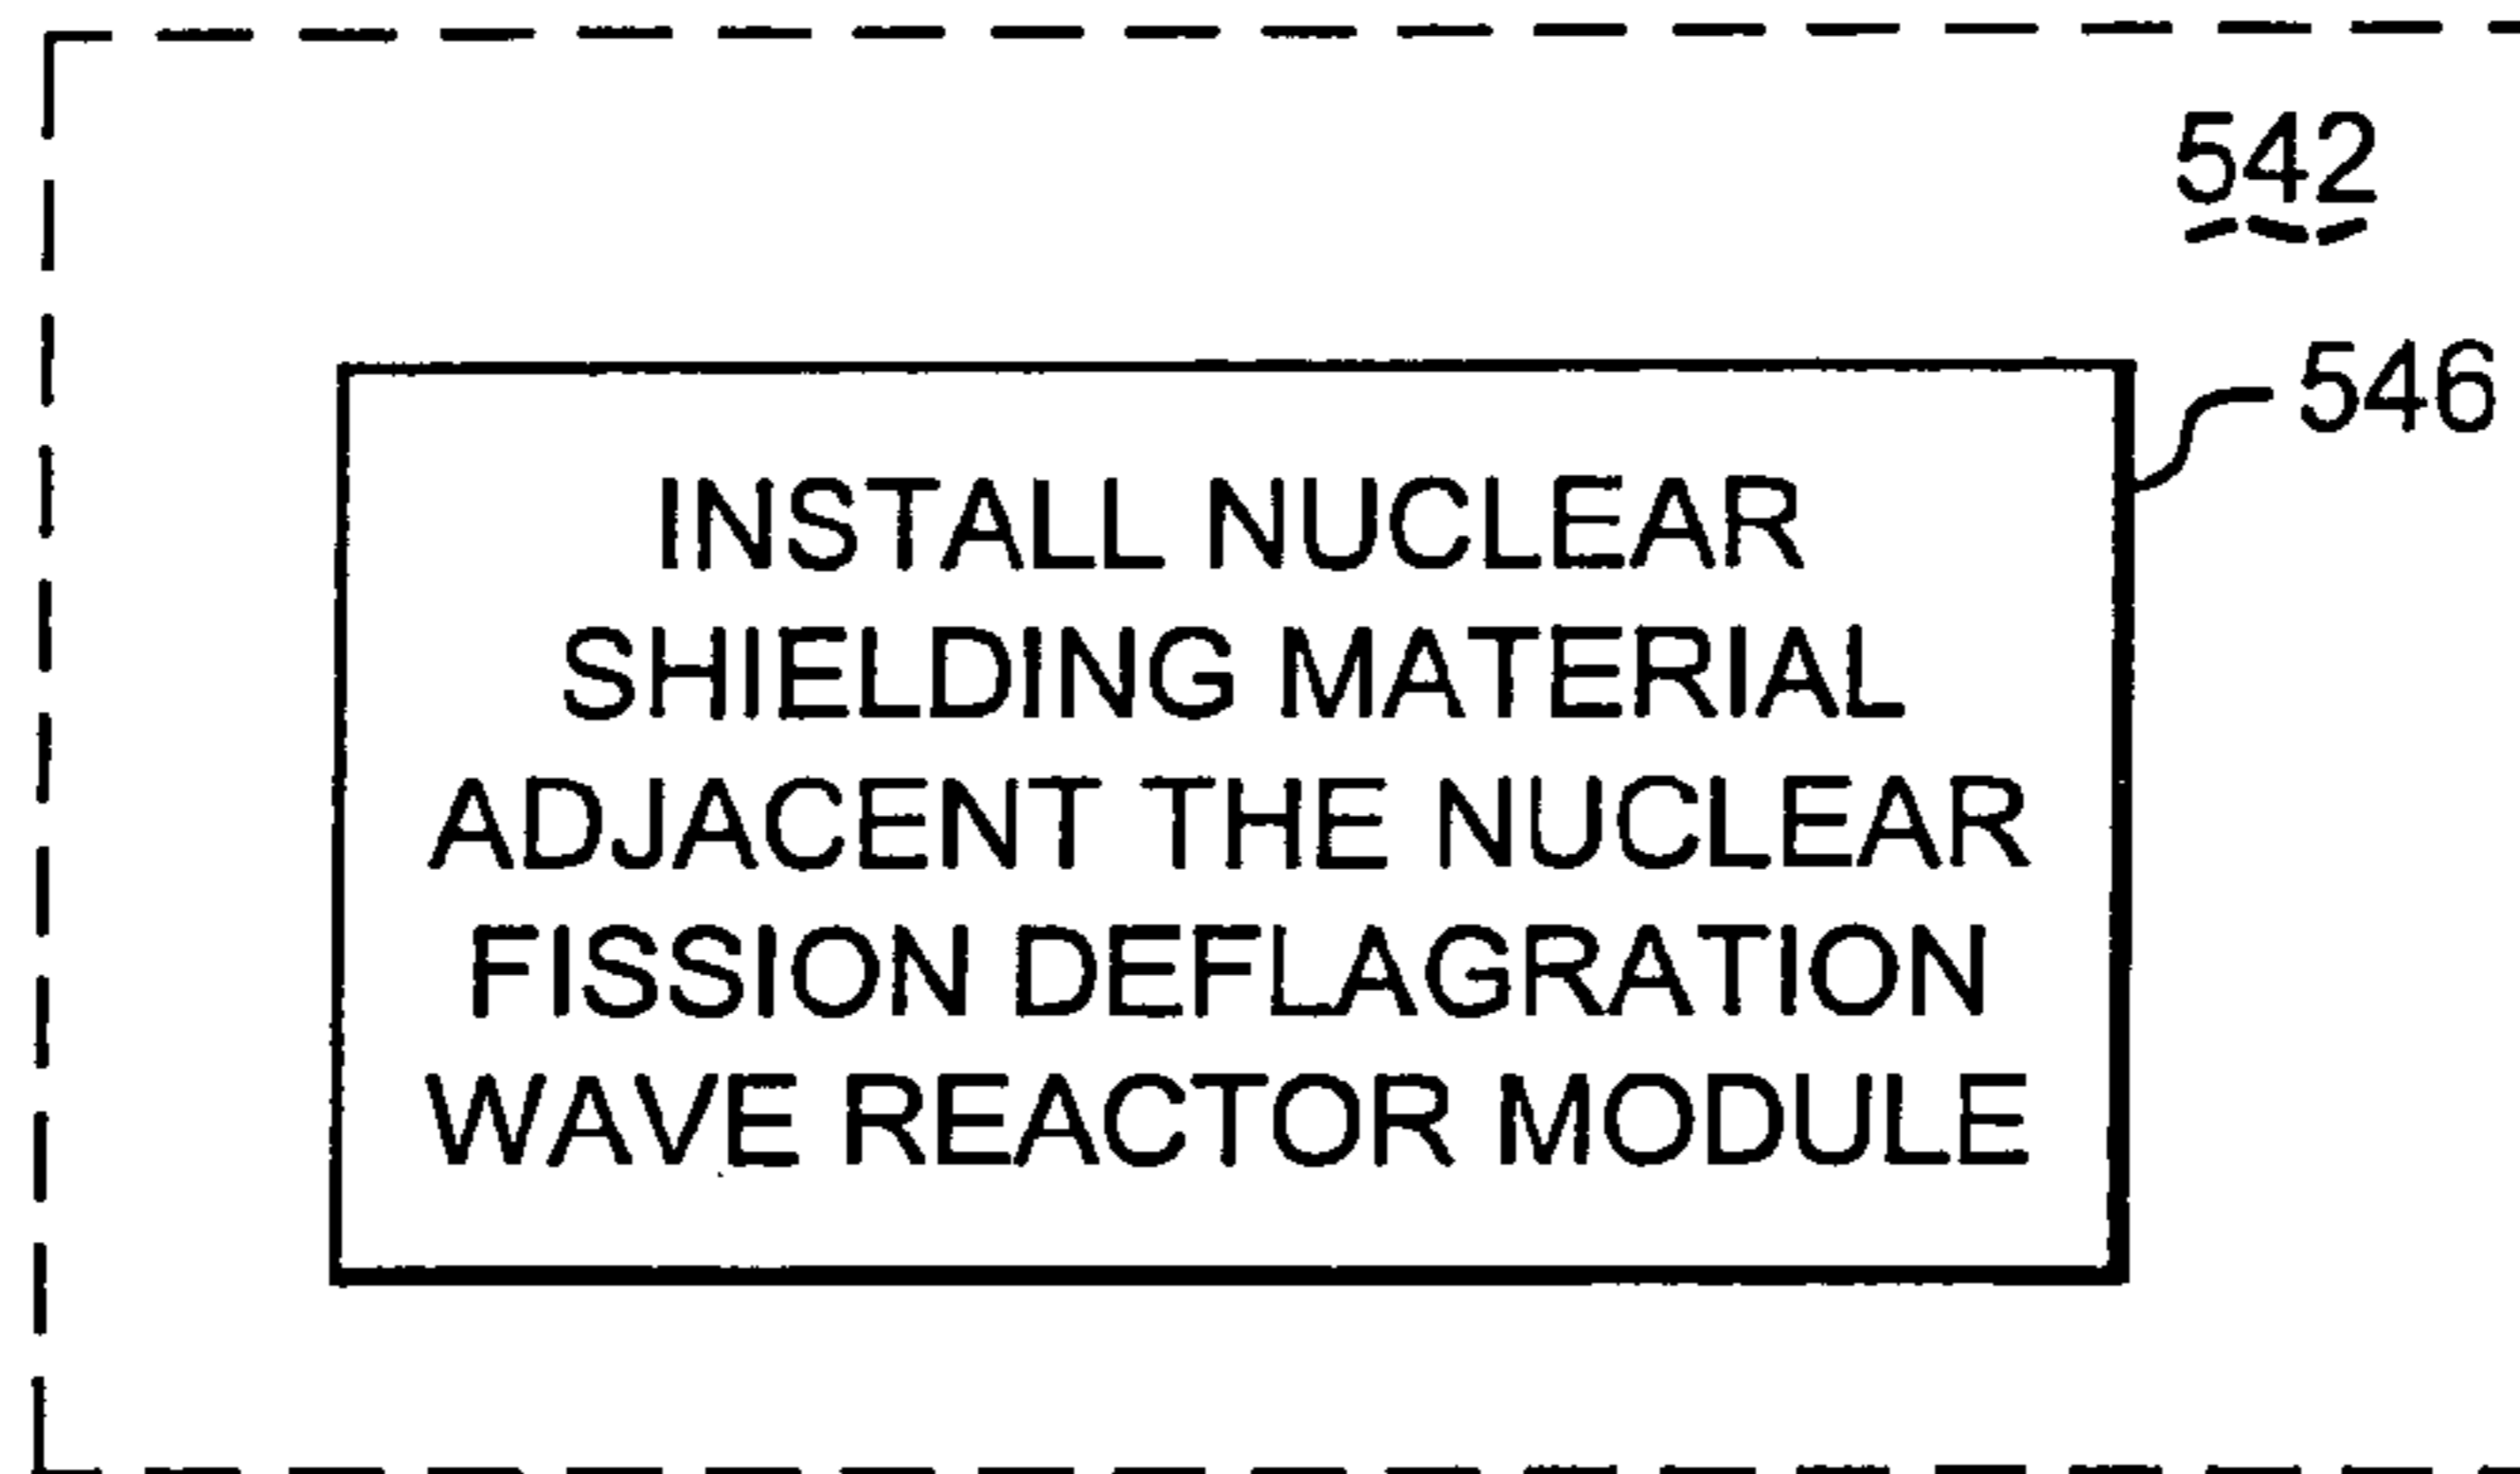 542
546
INSTALL NUCLEAR
SHIELDING MATERIAL
ADJACENT THE NUCLEAR
FISSION DEFLAGRATION
WAVE REACTOR MODULE